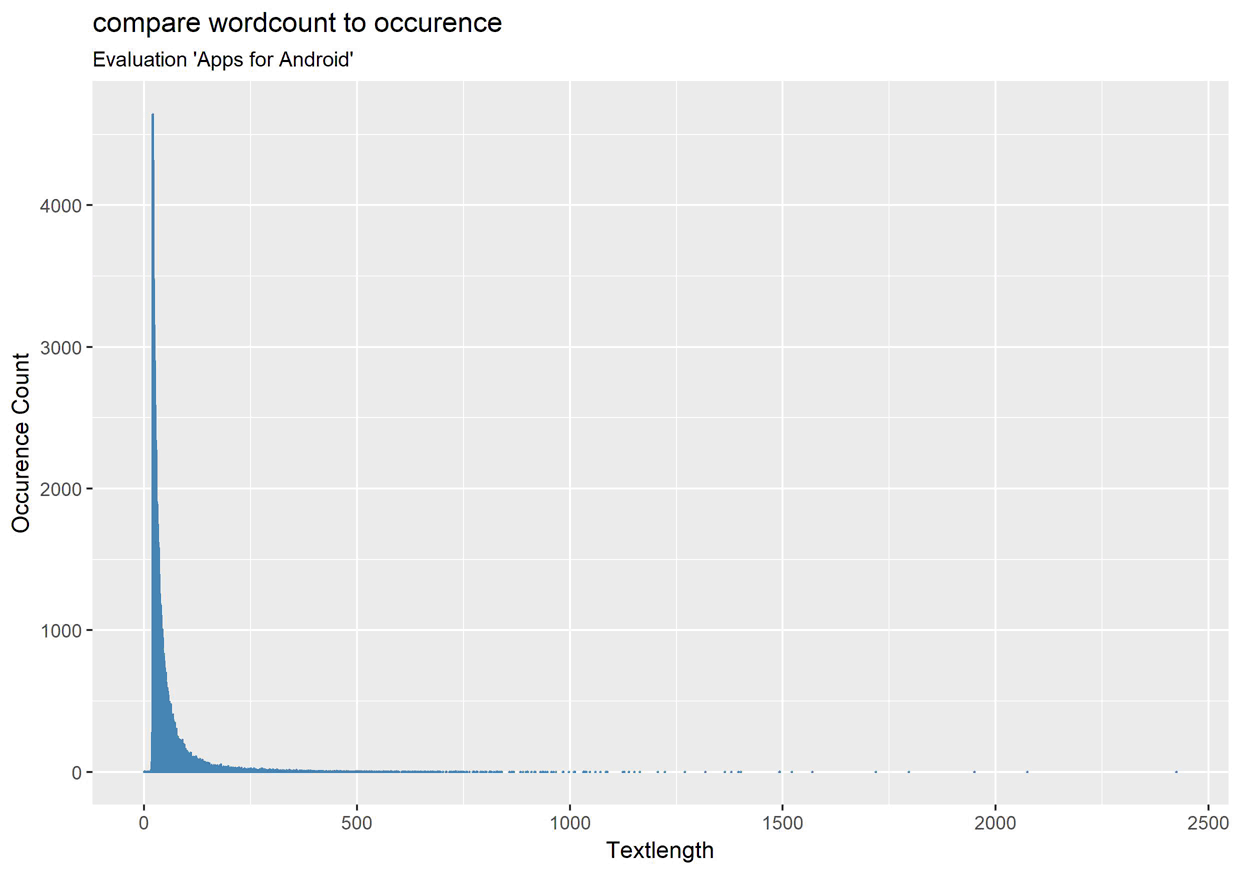 compare wordcount to occurence
Evaluation 'Apps for Android'
Occurence Count
4000
3000
2000
1000
0
0 500 1000 1500 2000 2500
Textlength